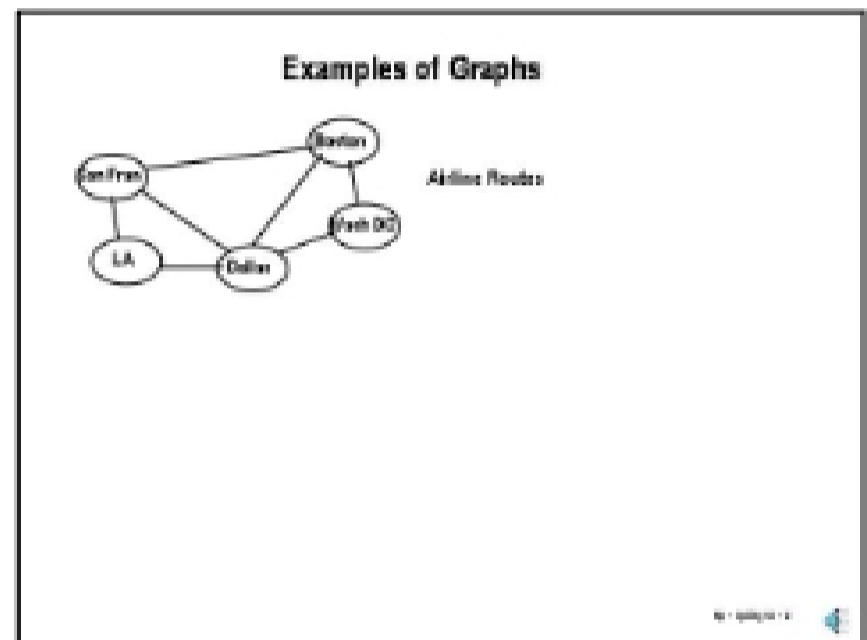 Examples of Graphs
Boston
San Fran
Airline Routes
Wash DC
LA
Dallas